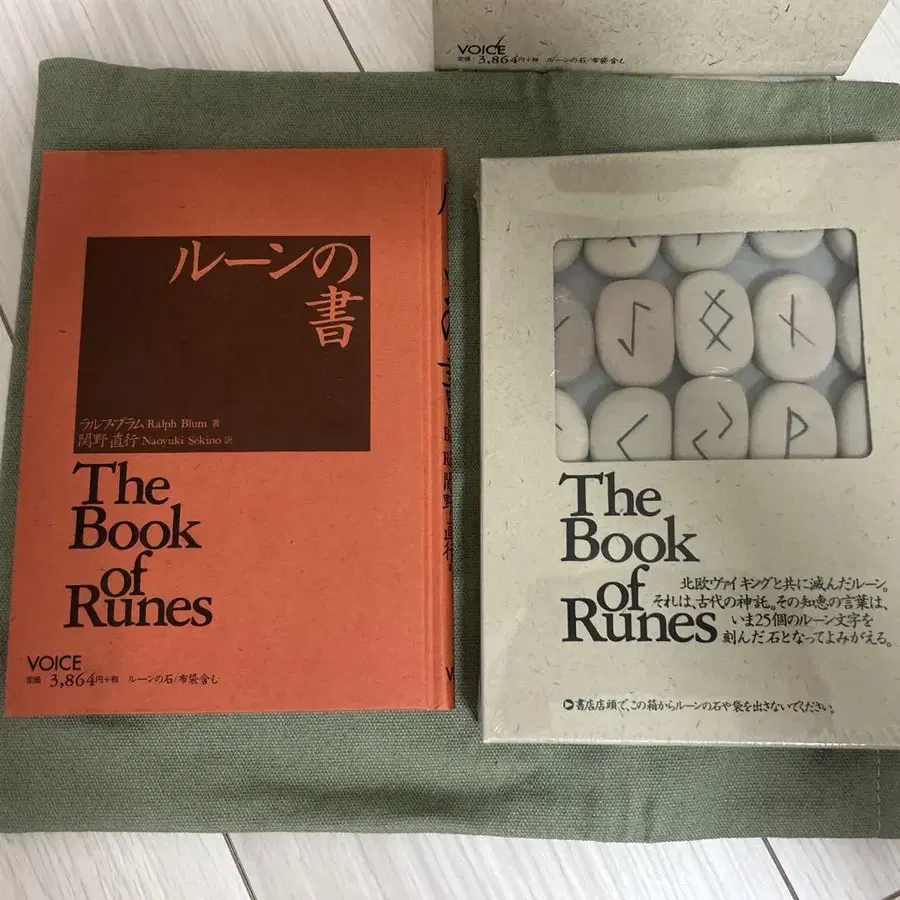 VOICE
定価 3,864円+税 ルーンの石/布袋含む
ルーンの
書
ラルフ・ブラム Ralph Blum 著
関野直行 Naoyuki Sekino 訳
The
Book
of
Runes
VOICE
定価 3,864円+税 ルーンの石/布袋含む
The
Book
of
Runes
北欧ヴァイキングと共に滅んだルーン。
それは、古代の神託。その知恵の言葉は、
いま25個のルーン文字を
刻んだ石となってよみがえる。
書店店頭で、この箱からルーンの石や袋を出さないでください。